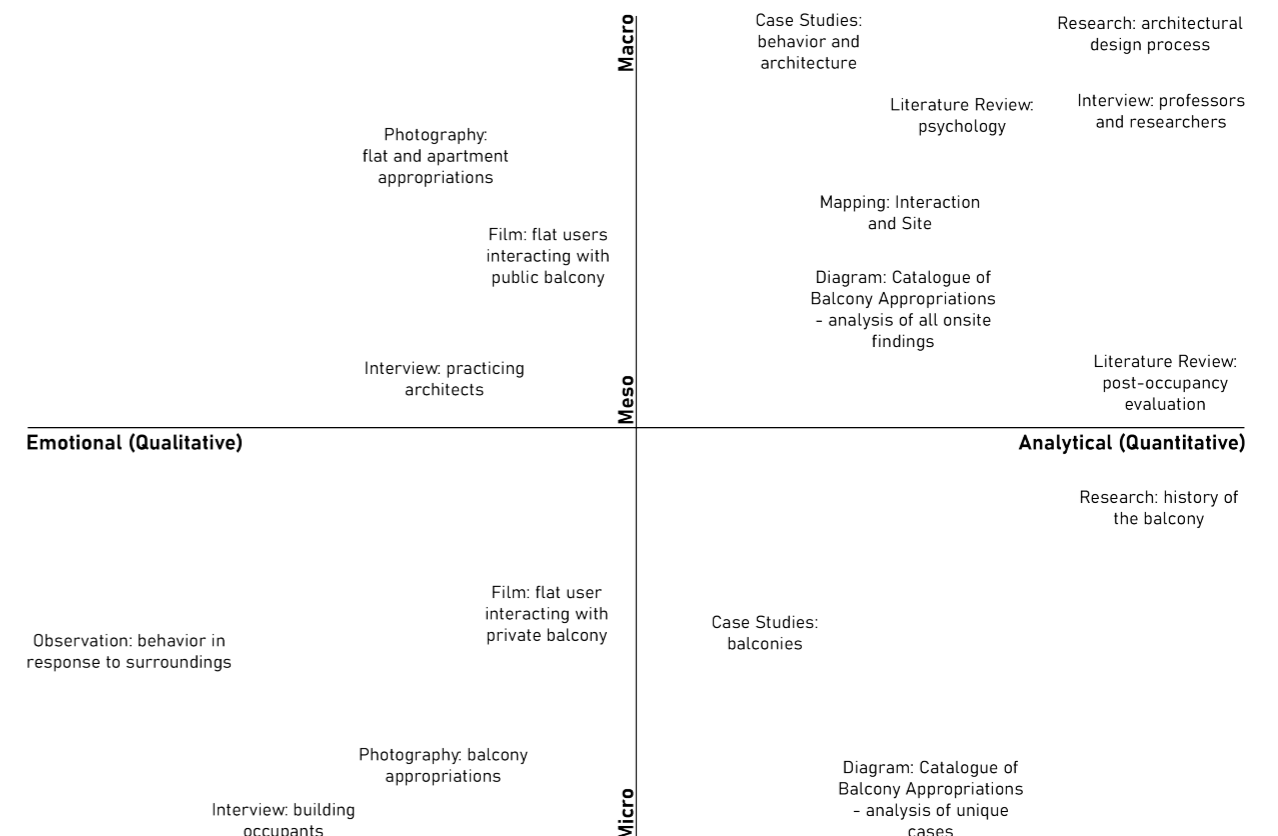 Macro
Case Studies:
behavior and
architecture
Research: architectural
design process
Literature Review:
psychology
Interview: professors
and researchers
Photography:
flat and apartment
appropriations
Mapping: Interaction
and Site
Film: flat users
interacting with
public balcony
Diagram: Catalogue of
Balcony Appropriations
- analysis of all onsite
findings
Interview: practicing
architects
Literature Review:
post-occupancy
evaluation
Meso
Emotional (Qualitative)
Analytical (Quantitative)
Research: history of
the balcony
Film: flat user
interacting with
private balcony
Case Studies:
balconies
Observation: behavior in
response to surroundings
Photography: balcony
appropriations
Diagram: Catalogue of
Balcony Appropriations
- analysis of unique
cases
Interview: building
occupants
Micro